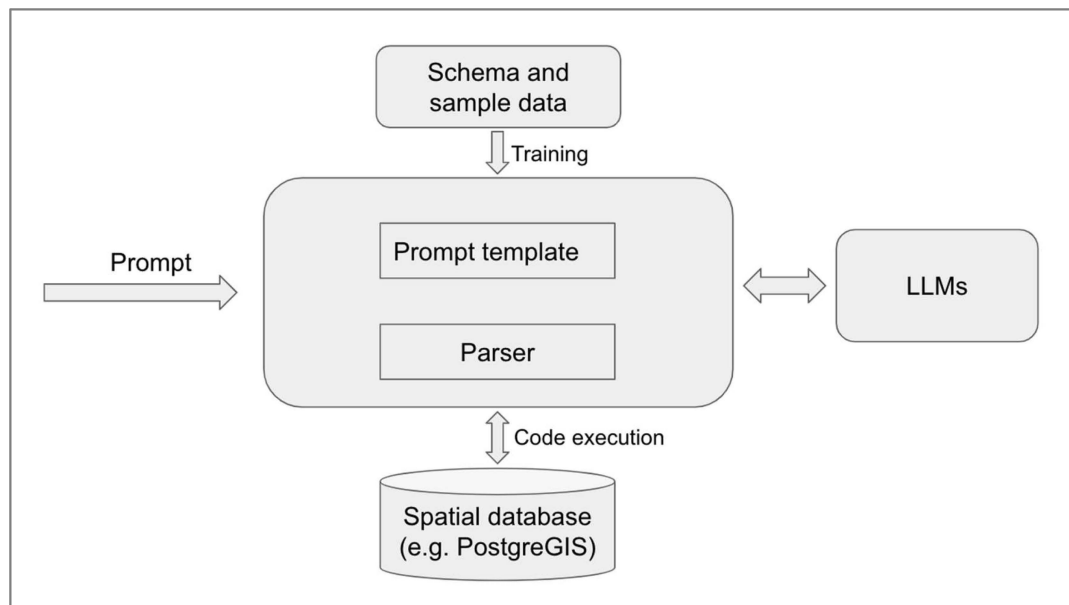 Schema and
sample data
Training
Prompt
Prompt template
LLMs
Parser
Code execution
Spatial database
(e.g. PostgreGIS)